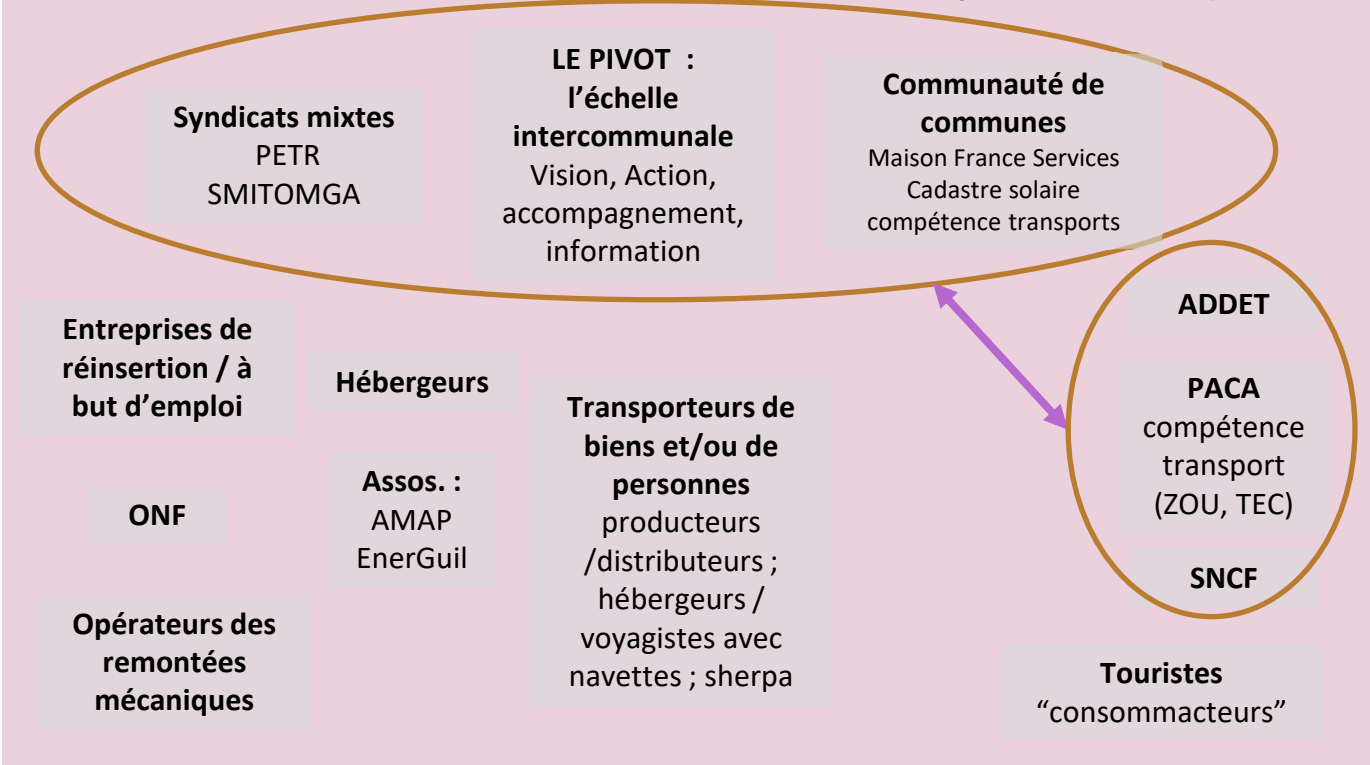 Syndicats mixtes
PETR
SMITOMGA
LE PIVOT :
l’échelle
intercommunale
Vision, Action,
accompagnement,
information
Communauté de
communes
Maison France Services
Cadastre solaire
compétence transports
Entreprises de
réinsertion / à
but d’emploi
Hébergeurs
ONF
Assos. :
AMAP
EnerGuil
Opérateurs des
remontées
mécaniques
Transporteurs de
biens et/ou de
personnes
producteurs
/distributeurs ;
hébergeurs /
voyagistes avec
navettes ; sherpa
ADDET
PACA
compétence
transport
(ZOU, TEC)
SNCF
Touristes
“consommacteurs”